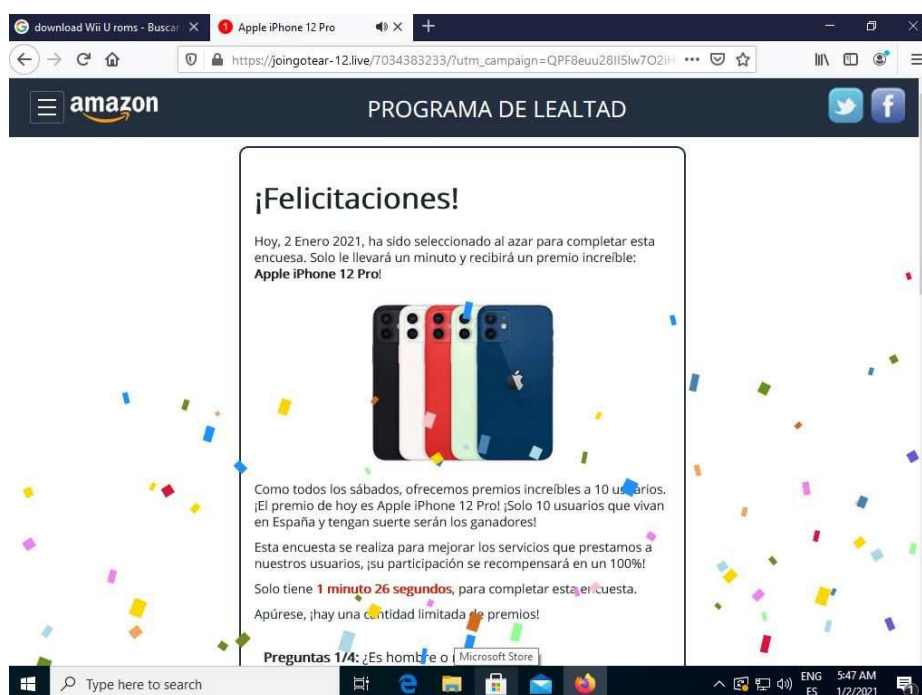 download Wii U roms - Buscar
1 Apple iPhone 12 Pro
https://joingotear-12.live/7034383233/?utm_campaign=QPF8euu28II5Iw7O2iH
amazon
PROGRAMA DE LEALTAD
¡Felicitaciones!
Hoy, 2 Enero 2021, ha sido seleccionado al azar para completar esta
encuesa. Solo le llevará un minuto y recibirá un premio increíble:
Apple iPhone 12 Pro!
Como todos los sábados, ofrecemos premios increíbles a 10 usuarios.
¡El premio de hoy es Apple iPhone 12 Pro! ¡Solo 10 usuarios que vivan
en España y tengan suerte serán los ganadores!
Esta encuesta se realiza para mejorar los servicios que prestamos a
nuestros usuarios, ¡su participación se recompensará en un 100%!
Solo tiene 1 minuto 26 segundos, para completar esta encuesta.
Apúrese, ¡hay una cantidad limitada de premios!
Preguntas 1/4: ¿Es hombre o
Microsoft Store
Type here to search
ENG
ES
5:47 AM
1/2/2021